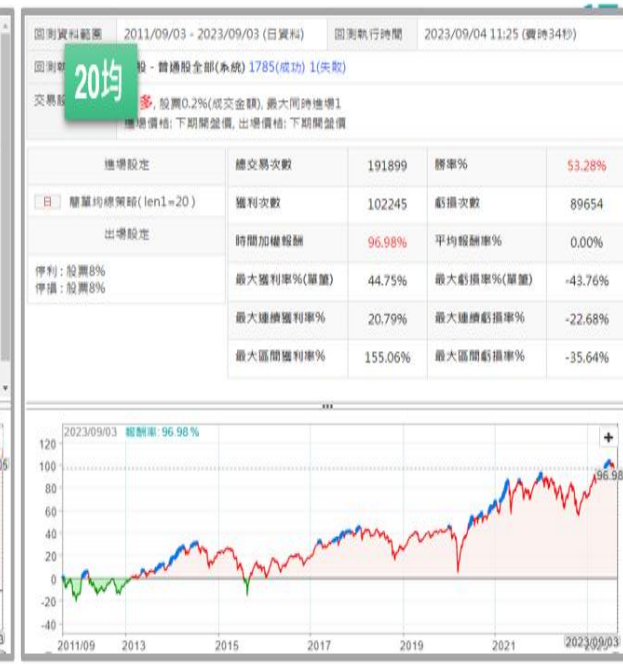 回測資料範圍 2011/09/03 - 2023/09/03 (日資料) 回測執行時間 2023/09/04 11:25 (費時34秒)
回測 股 - 普通股全部(系統) 1785(成功) 1(失敗)
20均
交易 多, 股票0.2%(成交金額), 最大同時進場1
進場價格: 下期開盤價, 出場價格: 下期開盤價
進場設定 總交易次數 191899 勝率% 53.28%
日 簡單均線策略( len1=20 ) 獲利次數 102245 虧損次數 89654
出場設定 時間加權報酬 96.98% 平均報酬率% 0.00%
停利 : 股票8%
停損 : 股票8%
最大獲利率%(單筆) 44.75% 最大虧損率%(單筆) -43.76%
最大連續獲利率% 20.79% 最大連續虧損率% -22.68%
最大區間獲利率% 155.06% 最大區間虧損率% -35.64%
2023/09/03 報酬率: 96.98%
120
100
96.98
80
60
40
20
0
-20
-40
2011/09 2013 2015 2017 2019 2021 2023/09/03